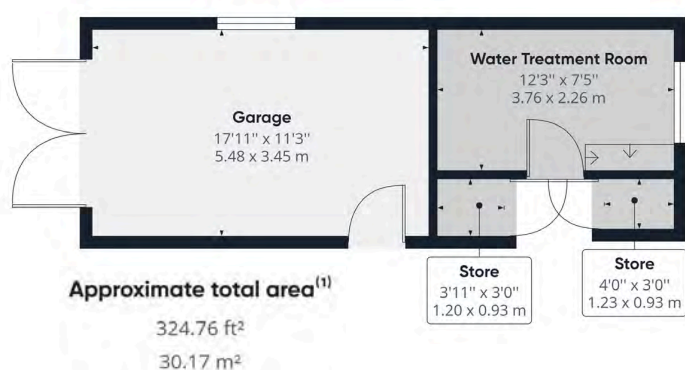 Garage
17'11" x 11'3"
5.48 x 3.45 m
Water Treatment Room
12'3" x 7'5"
3.76 x 2.26 m
Store
3'11" x 3'0"
1.20 x 0.93 m
Store
4'0" x 3'0"
1.23 x 0.93 m
Approximate total area(1)
324.76 ft²
30.17 m²